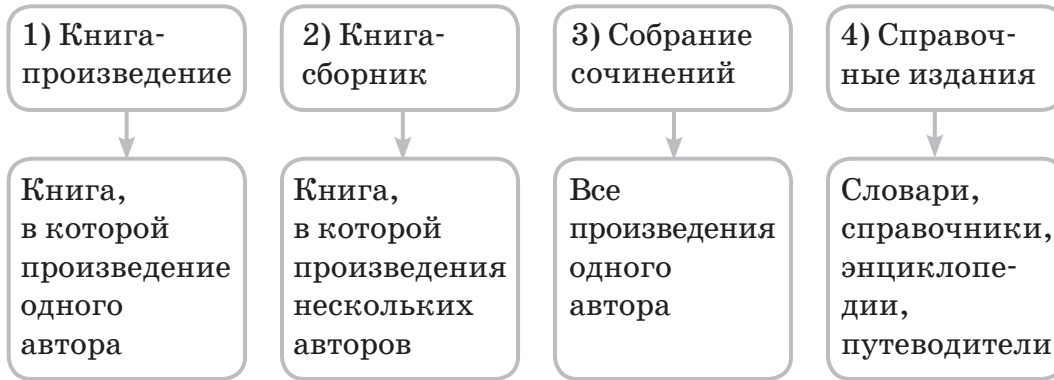 1) Книга-
произведение
2) Книга-
сборник
3) Собрание
сочинений
4) Справоч-
ные издания
Книга,
в которой
произведение
одного
автора
Книга,
в которой
произведения
нескольких
авторов
Все
произведения
одного
автора
Словари,
справочники,
энциклопе-
дии,
путеводители